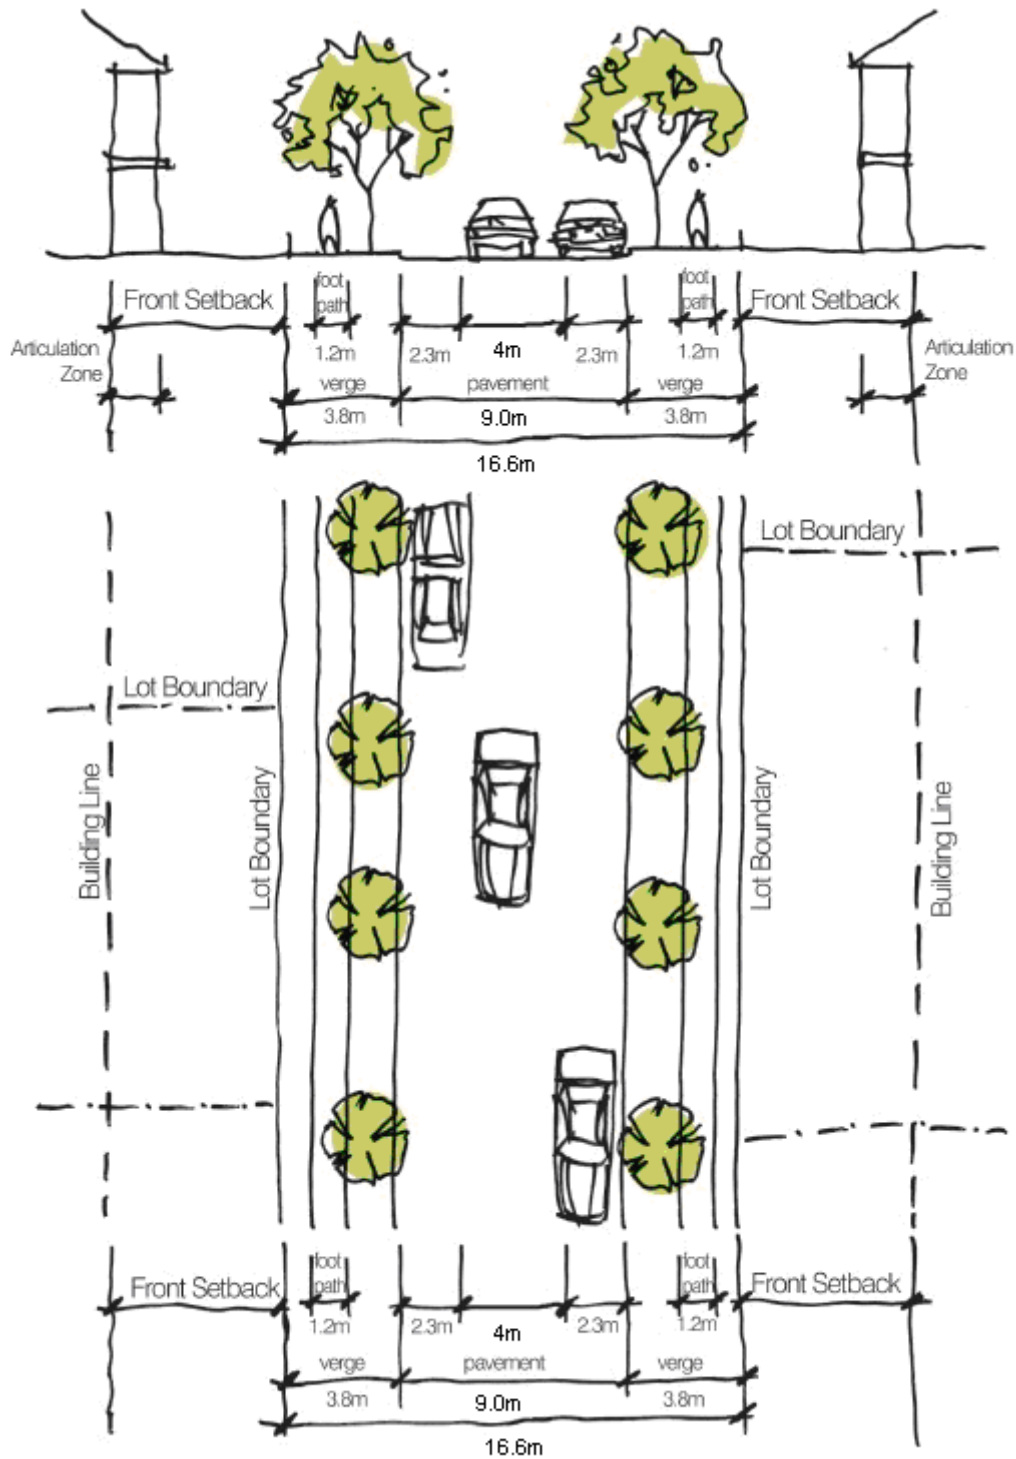 Front Setback
foot
path
foot
path
Front Setback
Articulation
Zone
1.2m
2.3m
4m
2.3m
1.2m
Articulation
Zone
verge
pavement
verge
3.8m
9.0m
3.8m
16.6m
Lot Boundary
Lot Boundary
Building Line
Lot Boundary
Lot Boundary
Building Line
Front Setback
foot
path
foot
path
Front Setback
1.2m
2.3m
4m
2.3m
1.2m
verge
pavement
verge
3.8m
9.0m
3.8m
16.6m